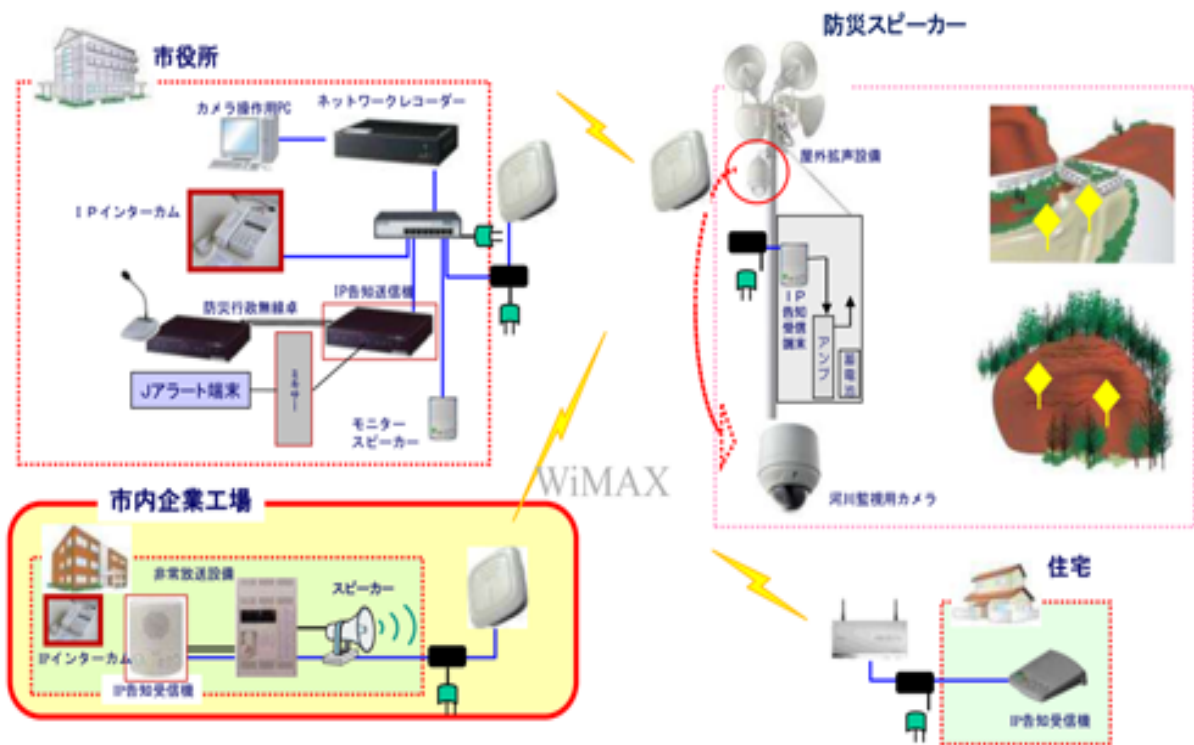 市役所
カメラ操作用PC
ネットワークレコーダー
IPインターカム
防災行政無線卓
IP告知送信機
Jアラート端末
ミキサー
モニター
スピーカー
防災スピーカー
屋外拡声設備
IP告知受信端末
アンプ
蓄電池
河川監視用カメラ
WiMAX
市内企業工場
非常放送設備
スピーカー
IPインターカム
IP告知受信機
住宅
IP告知受信機